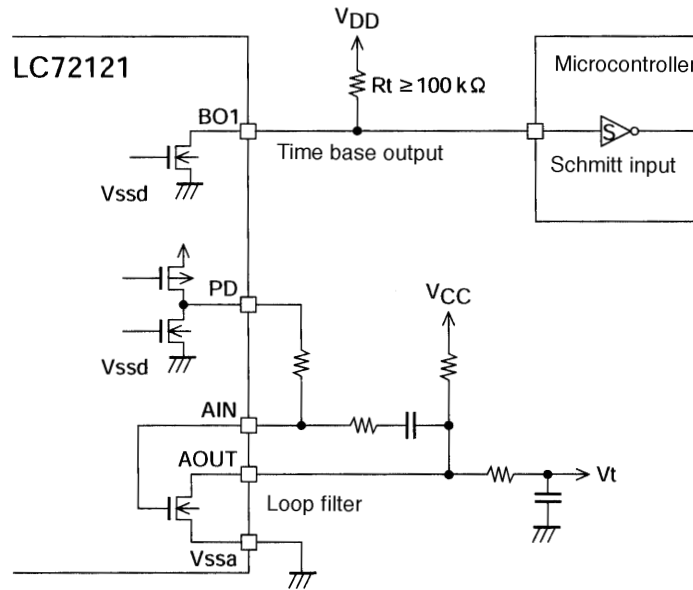 VDD
LC72121
Microcontroller
Rt ≥ 100 k Ω
BO1
S
Time base output
Schmitt input
Vssd
PD
VCC
Vssd
AIN
AOUT
Vt
Loop filter
Vssa